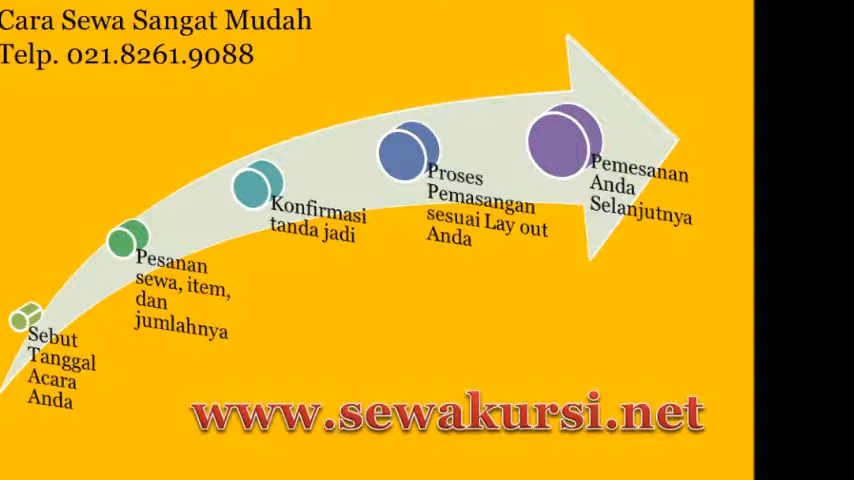 Cara Sewa Sangat Mudah
Telp. 021.8261.9088
Sebut
Tanggal
Acara
Anda
Pesanan
sewa, item,
dan
jumlahnya
Konfirmasi
tanda jadi
Proses
Pemasangan
sesuai Lay out
Anda
Pemesanan
Anda
Selanjutnya
www.sewakursi.net